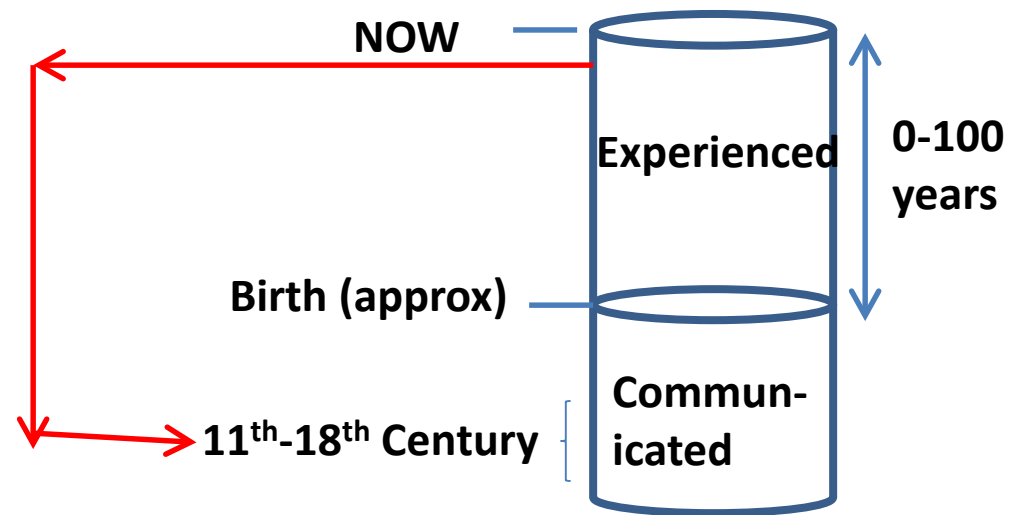 NOW
Experienced
0-100
years
Birth (approx)
Commun-
icated
11th-18th Century